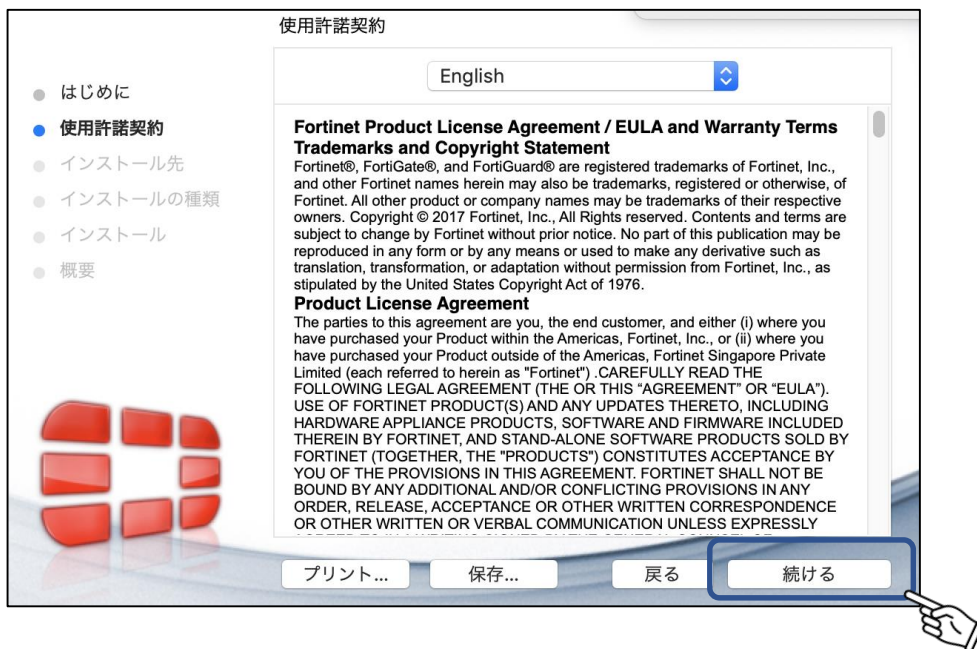 使用許諾契約
English
はじめに
使用許諾契約
インストール先
インストールの種類
インストール
概要
Fortinet Product License Agreement / EULA and Warranty Terms
Trademarks and Copyright Statement
Fortinet®, FortiGate®, and FortiGuard® are registered trademarks of Fortinet, Inc.,
and other Fortinet names herein may also be trademarks, registered or otherwise, of
Fortinet. All other product or company names may be trademarks of their respective
owners. Copyright © 2017 Fortinet, Inc., All Rights reserved. Contents and terms are
subject to change by Fortinet without prior notice. No part of this publication may be
reproduced in any form or by any means or used to make any derivative such as
translation, transformation, or adaptation without permission from Fortinet, Inc., as
stipulated by the United States Copyright Act of 1976.
Product License Agreement
The parties to this agreement are you, the end customer, and either (i) where you
have purchased your Product within the Americas, Fortinet, Inc., or (ii) where you
have purchased your Product outside of the Americas, Fortinet Singapore Private
Limited (each referred to herein as "Fortinet") .CAREFULLY READ THE
FOLLOWING LEGAL AGREEMENT (THE OR THIS “AGREEMENT” OR “EULA”).
USE OF FORTINET PRODUCT(S) AND ANY UPDATES THERETO, INCLUDING
HARDWARE APPLIANCE PRODUCTS, SOFTWARE AND FIRMWARE INCLUDED
THEREIN BY FORTINET, AND STAND-ALONE SOFTWARE PRODUCTS SOLD BY
FORTINET (TOGETHER, THE "PRODUCTS") CONSTITUTES ACCEPTANCE BY
YOU OF THE PROVISIONS IN THIS AGREEMENT. FORTINET SHALL NOT BE
BOUND BY ANY ADDITIONAL AND/OR CONFLICTING PROVISIONS IN ANY
ORDER, RELEASE, ACCEPTANCE OR OTHER WRITTEN CORRESPONDENCE
OR OTHER WRITTEN OR VERBAL COMMUNICATION UNLESS EXPRESSLY
プリント...
保存...
戻る
続ける